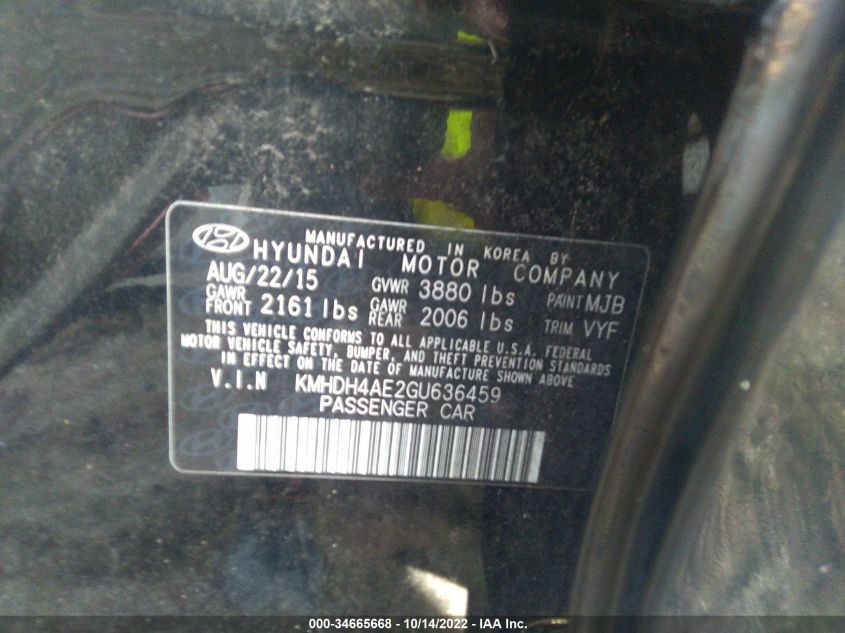 MANUFACTURED IN KOREA BY
HYUNDAI MOTOR COMPANY
AUG/22/15 GVWR 3880 lbs PAINT MJB
GAWR FRONT 2161 lbs GAWR REAR 2006 lbs TRIM VYF
THIS VEHICLE CONFORMS TO ALL APPLICABLE U.S.A. FEDERAL
MOTOR VEHICLE SAFETY, BUMPER, AND THEFT PREVENTION STANDARDS
IN EFFECT ON THE DATE OF MANUFACTURE SHOWN ABOVE
V.I.N KMHDH4AE2GU636459
PASSENGER CAR
000-34665668 - 10/14/2022 - IAA Inc.